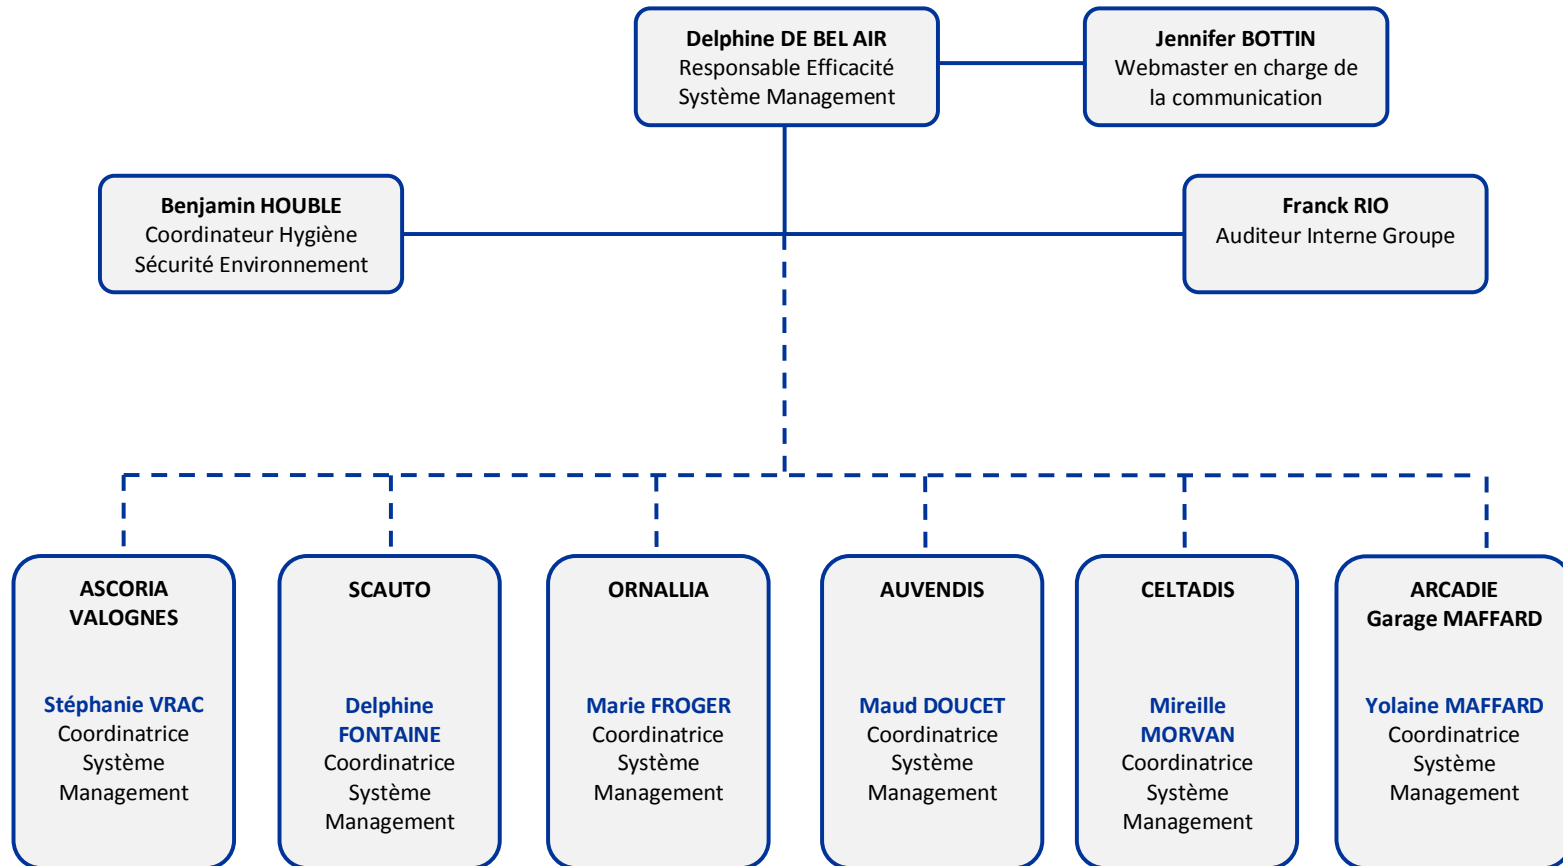 Delphine DE BEL AIR
Responsable Efficacité
Système Management
Jennifer BOTTIN
Webmaster en charge de
la communication
Benjamin HOUBLE
Coordinateur Hygiène
Sécurité Environnement
Franck RIO
Auditeur Interne Groupe
ASCORIA
VALOGNES
Stéphanie VRAC
Coordinatrice
Système
Management
SCAUTO
Delphine
FONTAINE
Coordinatrice
Système
Management
ORNALLIA
Marie FROGER
Coordinatrice
Système
Management
AUVENDIS
Maud DOUCET
Coordinatrice
Système
Management
CELTADIS
Mireille
MORVAN
Coordinatrice
Système
Management
ARCADIE
Garage MAFFARD
Yolaine MAFFARD
Coordinatrice
Système
Management